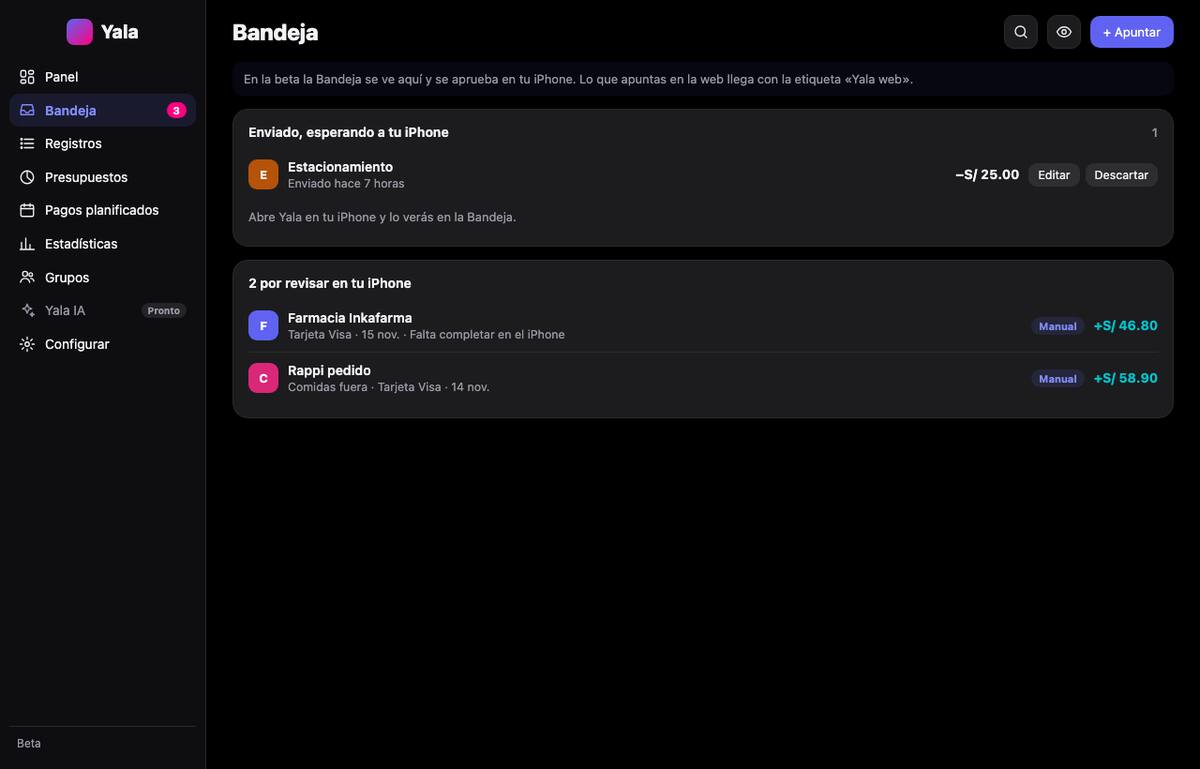 Yala
Panel
Bandeja
3
Registros
Presupuestos
Pagos planificados
Estadísticas
Grupos
Yala IA
Pronto
Configurar
Beta
Bandeja
+ Apuntar
En la beta la Bandeja se ve aquí y se aprueba en tu iPhone. Lo que apuntas en la web llega con la etiqueta «Yala web».
Enviado, esperando a tu iPhone
1
E
Estacionamiento
Enviado hace 7 horas
–S/ 25.00
Editar
Descartar
Abre Yala en tu iPhone y lo verás en la Bandeja.
2 por revisar en tu iPhone
F
Farmacia Inkafarma
Tarjeta Visa · 15 nov. · Falta completar en el iPhone
Manual
+S/ 46.80
C
Rappi pedido
Comidas fuera · Tarjeta Visa · 14 nov.
Manual
+S/ 58.90